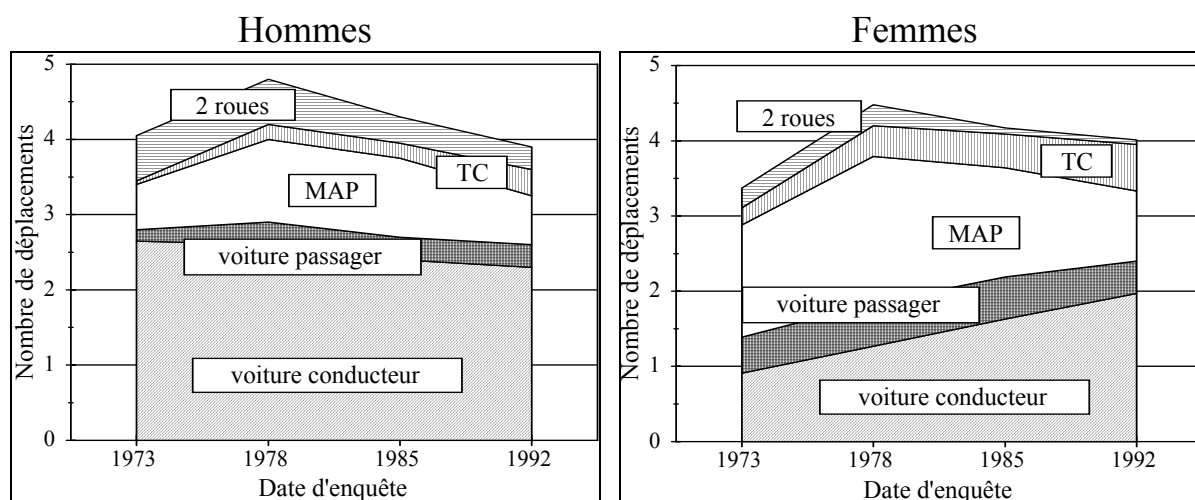 Hommes
Nombre de déplacements
5
4
3
2
1
0
2 roues
TC
MAP
voiture passager
voiture conducteur
1973 1978 1985 1992
Date d'enquête
Femmes
Nombre de déplacements
5
4
3
2
1
0
2 roues
TC
MAP
voiture passager
voiture conducteur
1973 1978 1985 1992
Date d'enquête